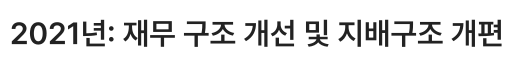 2021년: 재무 구조 개선 및 지배구조 개편